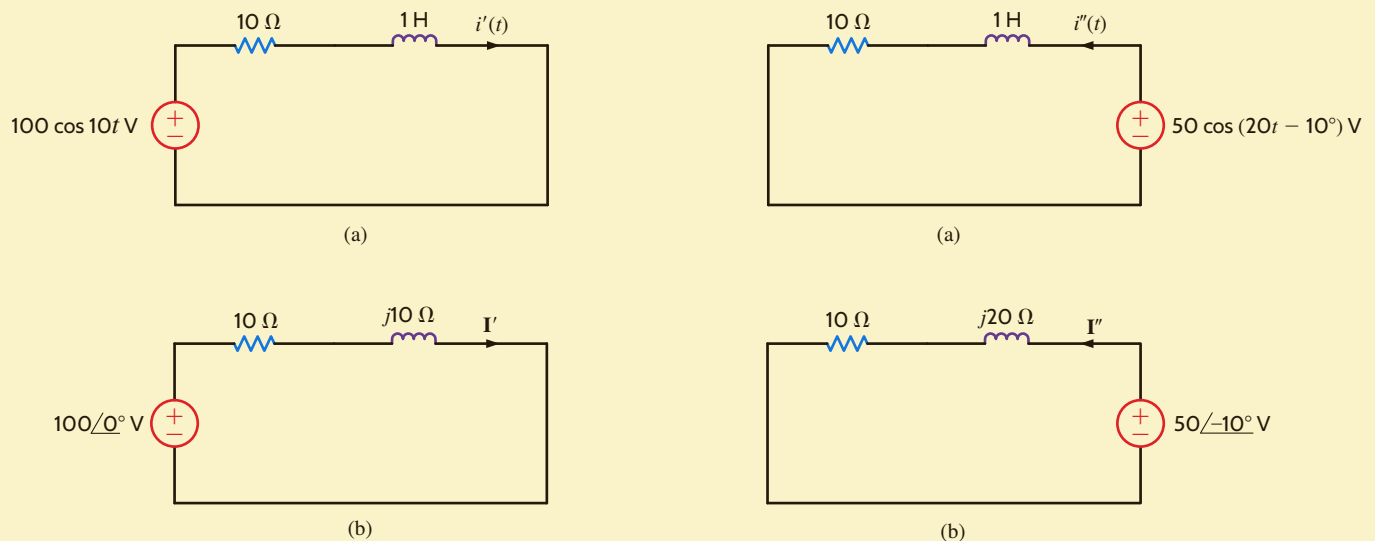 10 Ω
1 H
i′(t)
100 cos 10t V
+
−
(a)
10 Ω
1 H
i″(t)
+
−
50 cos (20t − 10°) V
(a)
10 Ω
j10 Ω
I′
100/0° V
+
−
(b)
10 Ω
j20 Ω
I″
+
−
50/–10° V
(b)